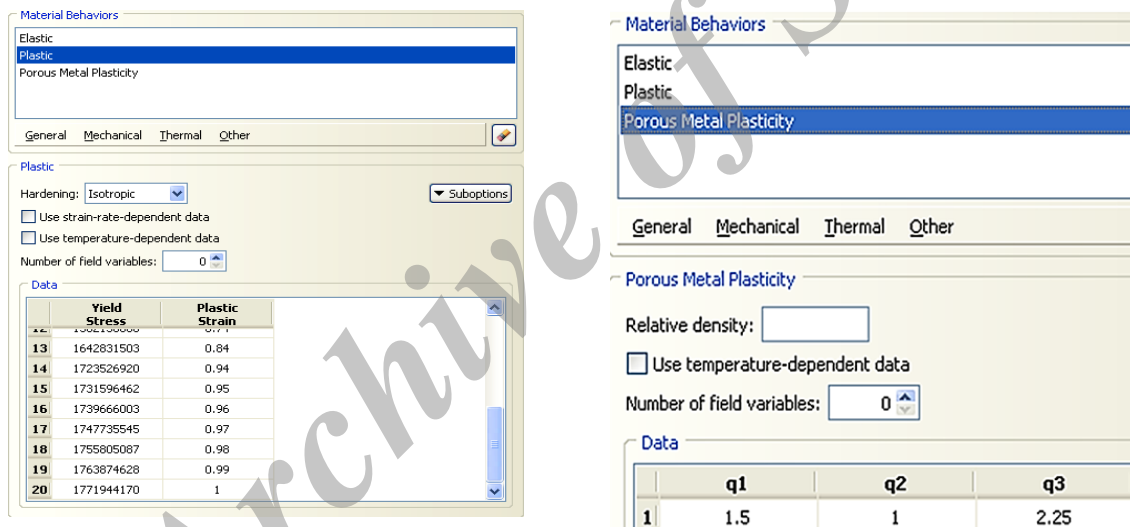 Material Behaviors
Elastic
Plastic
Porous Metal Plasticity
General Mechanical Thermal Other
Plastic
Hardening: Isotropic Suboptions
Use strain-rate-dependent data
Use temperature-dependent data
Number of field variables: 0
Data
Yield Stress Plastic Strain
13 1642831503 0.84
14 1723526920 0.94
15 1731596462 0.95
16 1739666003 0.96
17 1747735545 0.97
18 1755805087 0.98
19 1763874628 0.99
20 1771944170 1
Material Behaviors
Elastic
Plastic
Porous Metal Plasticity
General Mechanical Thermal Other
Porous Metal Plasticity
Relative density:
Use temperature-dependent data
Number of field variables: 0
Data
q1 q2 q3
1 1.5 1 2.25
Archive of S